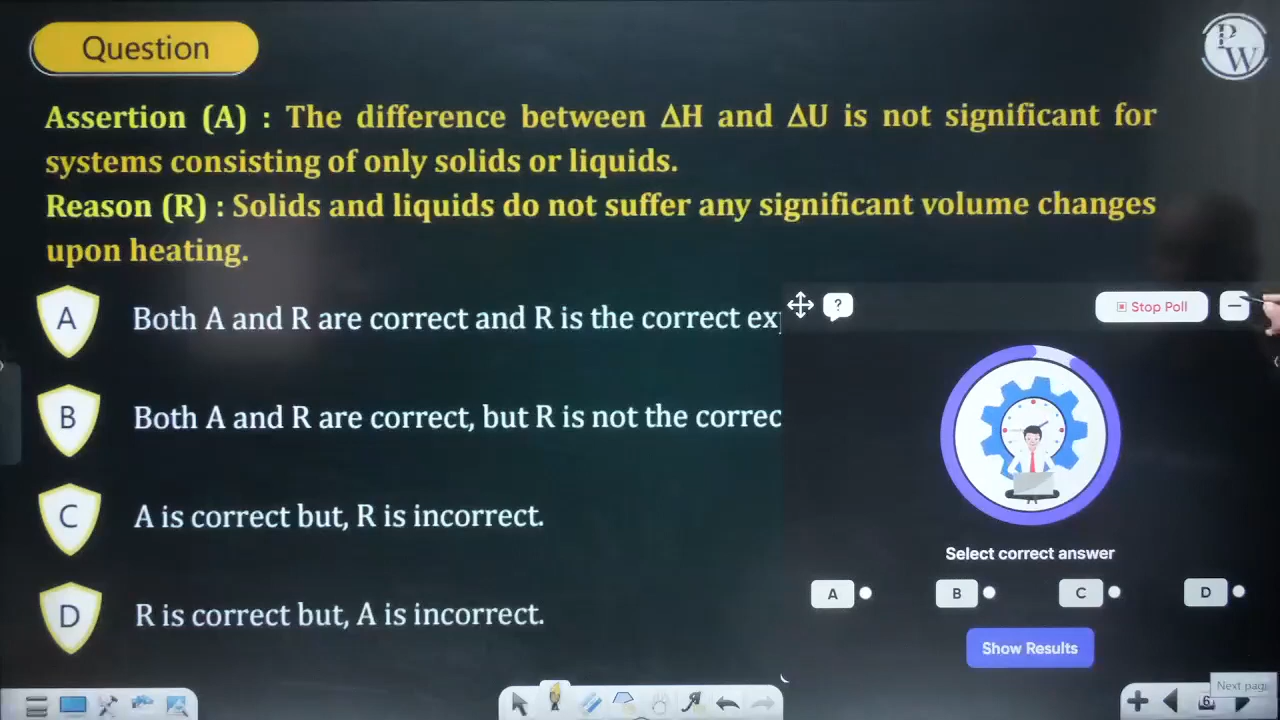 Question
PW
Assertion (A) : The difference between ΔH and ΔU is not significant for
systems consisting of only solids or liquids.
Reason (R) : Solids and liquids do not suffer any significant volume changes
upon heating.
A Both A and R are correct and R is the correct ex
B Both A and R are correct, but R is not the correc
C A is correct but, R is incorrect.
D R is correct but, A is incorrect.
?
Stop Poll
Select correct answer
A B C D
Show Results
Next pag
6